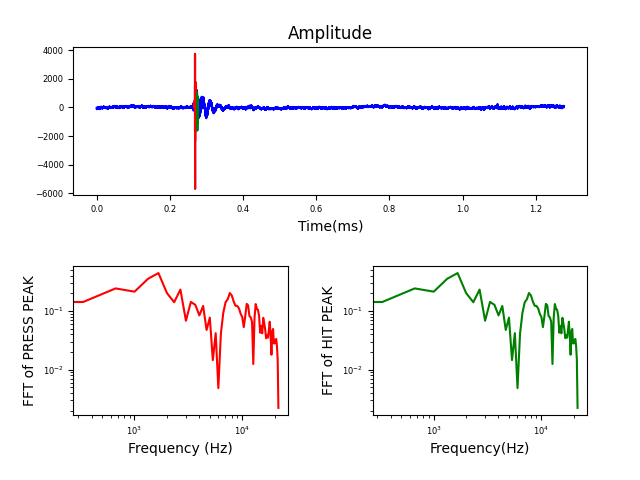 Amplitude
4000
2000
0
−2000
−4000
−6000
0.0 0.2 0.4 0.6 0.8 1.0 1.2
Time(ms)
FFT of PRESS PEAK
10⁻¹
10⁻²
10³ 10⁴
Frequency (Hz)
FFT of HIT PEAK
10⁻¹
10⁻²
10³ 10⁴
Frequency(Hz)